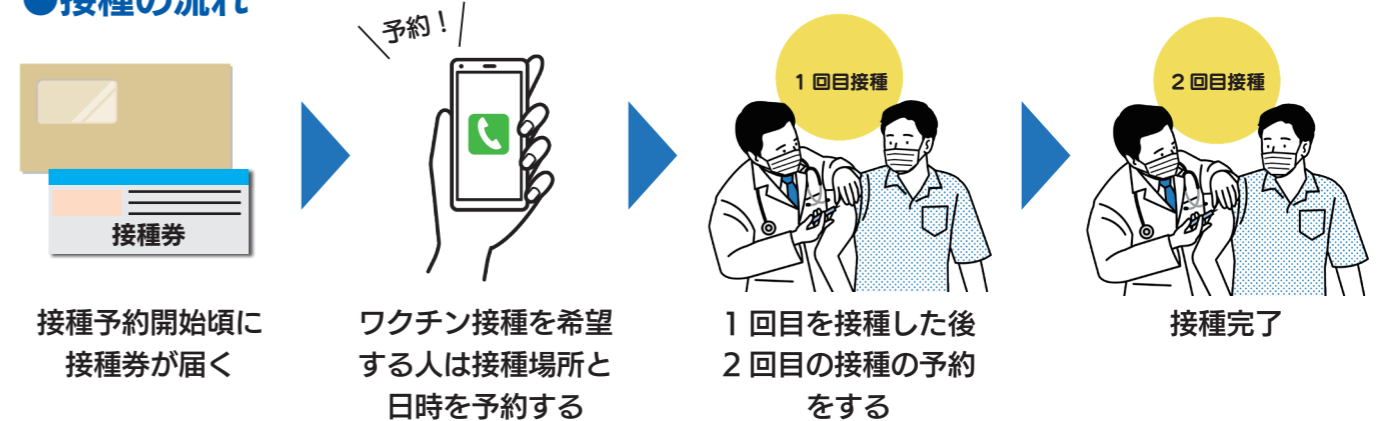 ●接種の流れ
予約！
1回目接種
2回目接種
接種券
接種予約開始頃に
接種券が届く
ワクチン接種を希望
する人は接種場所と
日時を予約する
1回目を接種した後
2回目の接種の予約
をする
接種完了